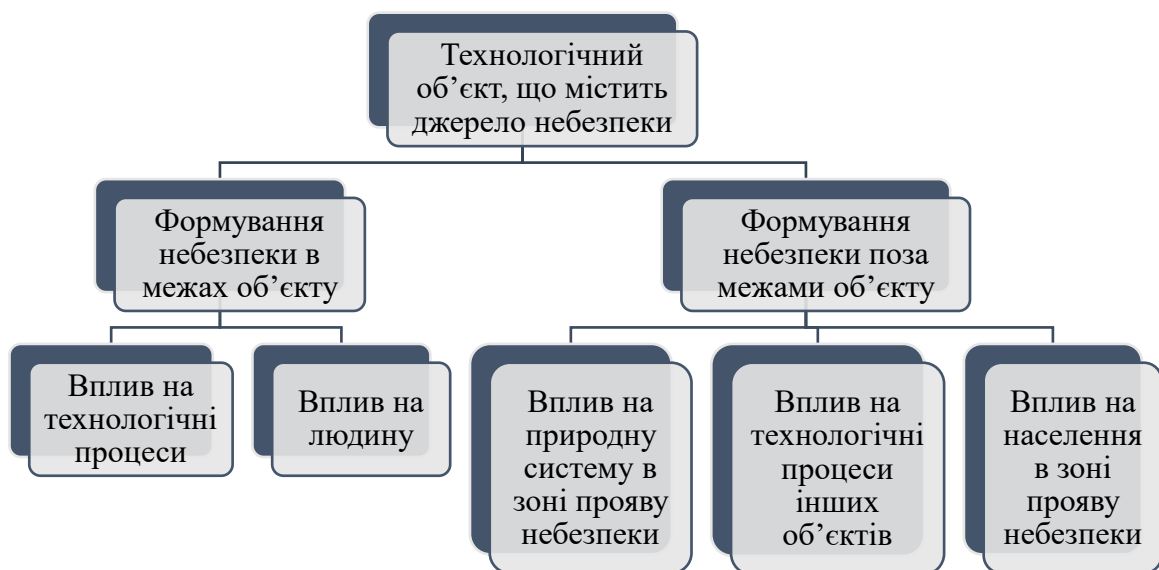 Технологічний
об’єкт, що містить
джерело небезпеки
Формування
небезпеки в
межах об’єкту
Формування
небезпеки поза
межами об’єкту
Вплив на
технологічні
процеси
Вплив на
людину
Вплив на
природну
систему в
зоні прояву
небезпеки
Вплив на
технологічні
процеси
інших
об’єктів
Вплив на
населення
в зоні
прояву
небезпеки